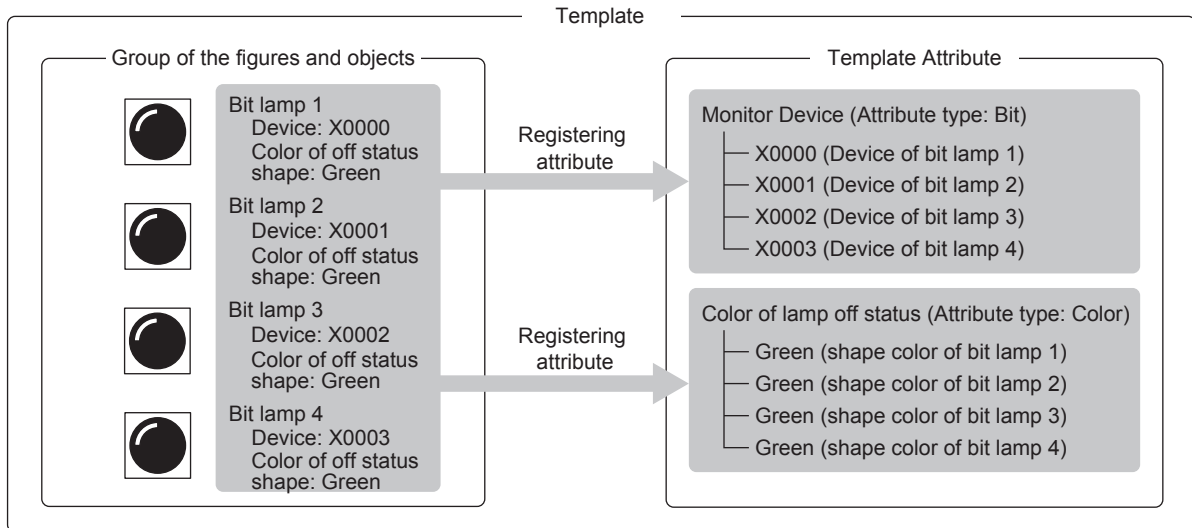 Template
Group of the figures and objects
Bit lamp 1
Device: X0000
Color of off status
shape: Green
Bit lamp 2
Device: X0001
Color of off status
shape: Green
Bit lamp 3
Device: X0002
Color of off status
shape: Green
Bit lamp 4
Device: X0003
Color of off status
shape: Green
Registering
attribute
Registering
attribute
Template Attribute
Monitor Device (Attribute type: Bit)
X0000 (Device of bit lamp 1)
X0001 (Device of bit lamp 2)
X0002 (Device of bit lamp 3)
X0003 (Device of bit lamp 4)
Color of lamp off status (Attribute type: Color)
Green (shape color of bit lamp 1)
Green (shape color of bit lamp 2)
Green (shape color of bit lamp 3)
Green (shape color of bit lamp 4)